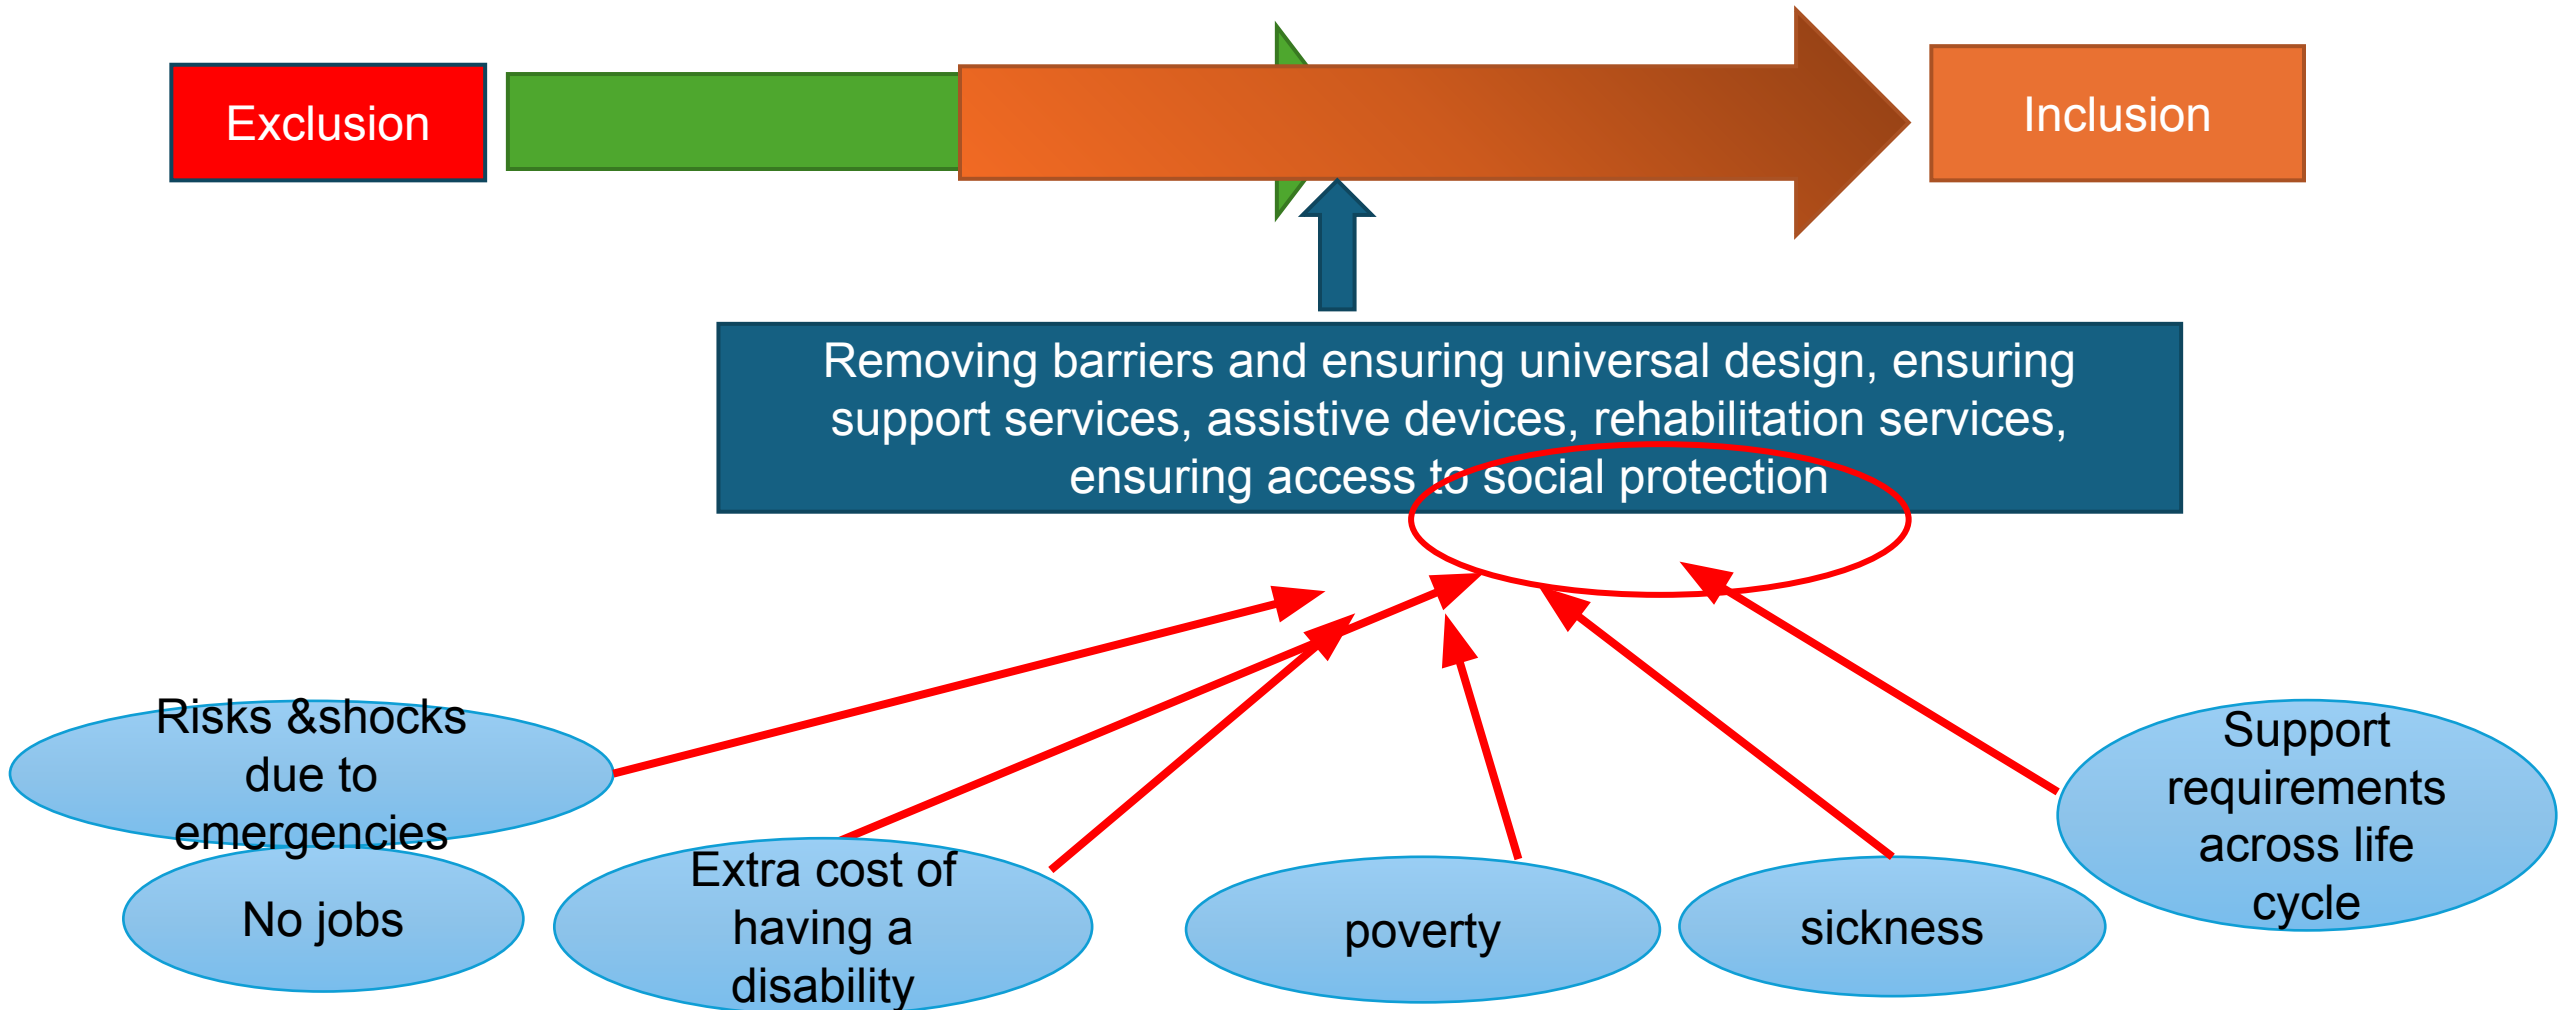 Exclusion
Inclusion
Removing barriers and ensuring universal design, ensuring
support services, assistive devices, rehabilitation services,
ensuring access to social protection
Risks &shocks
due to
emergencies
No jobs
Extra cost of
having a
disability
poverty
sickness
Support
requirements
across life
cycle